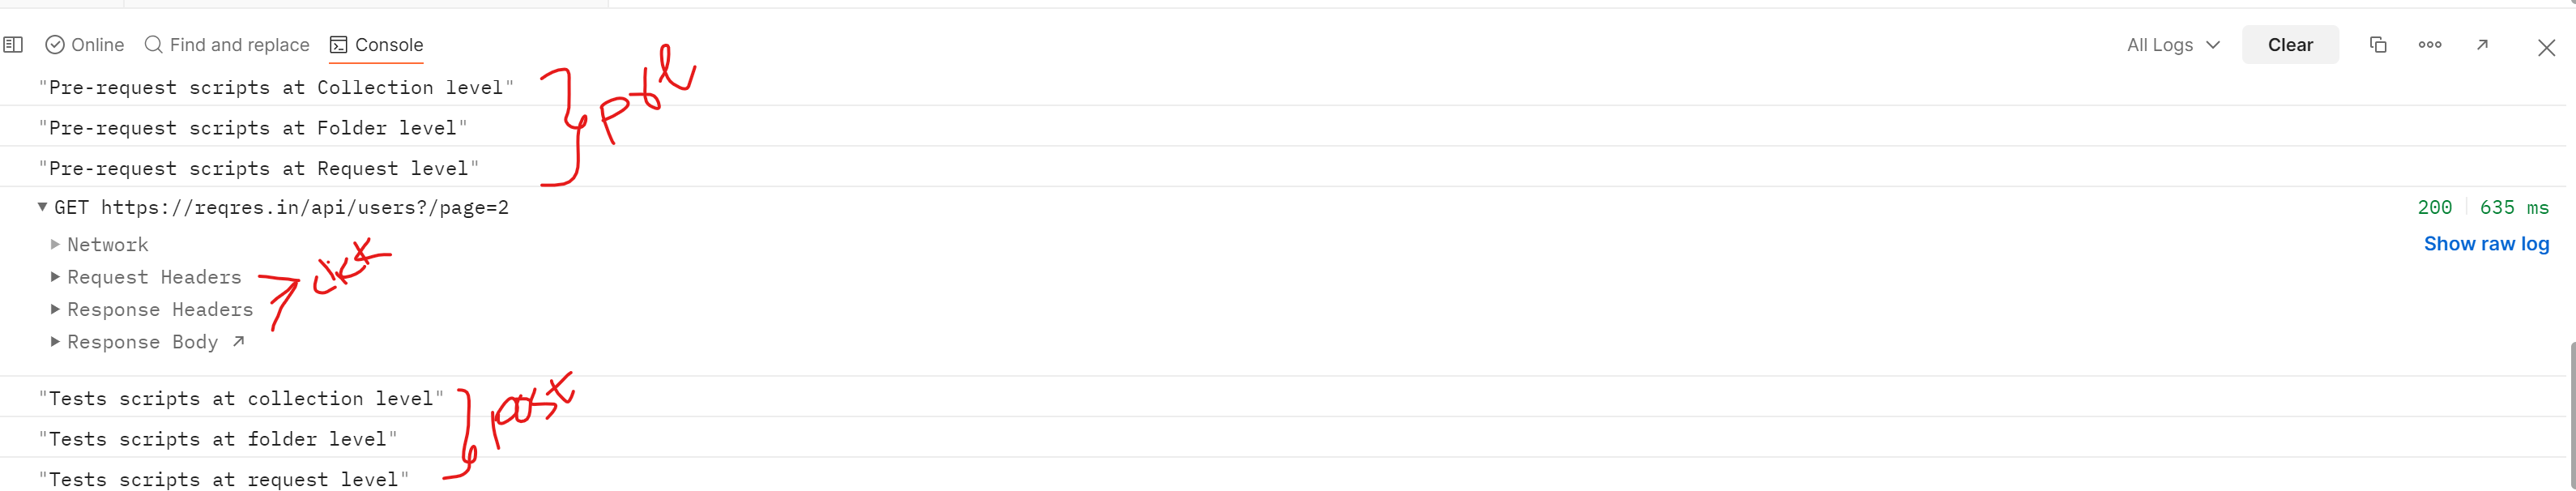 Online Find and replace Console All Logs Clear
"Pre-request scripts at Collection level"
"Pre-request scripts at Folder level"
"Pre-request scripts at Request level"
GET https://reqres.in/api/users?/page=2 200 635 ms
Network Show raw log
Request Headers
click
Response Headers
Response Body
"Tests scripts at collection level"
post
"Tests scripts at folder level"
"Tests scripts at request level"